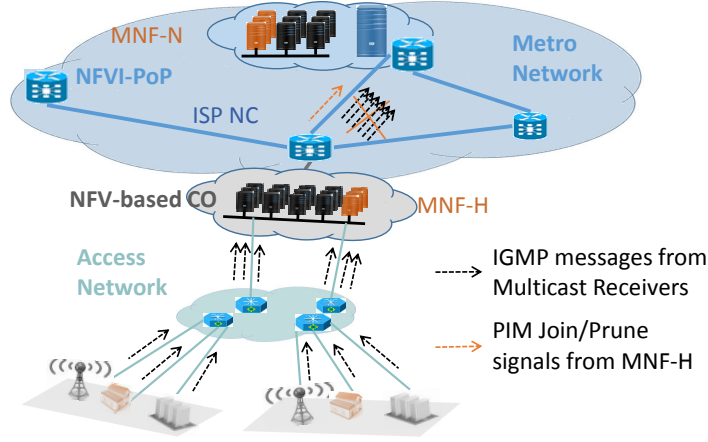 MNF-N
Metro
Network
NFVI-PoP
ISP NC
NFV-based CO
MNF-H
Access
Network
IGMP messages from
Multicast Receivers
PIM Join/Prune
signals from MNF-H